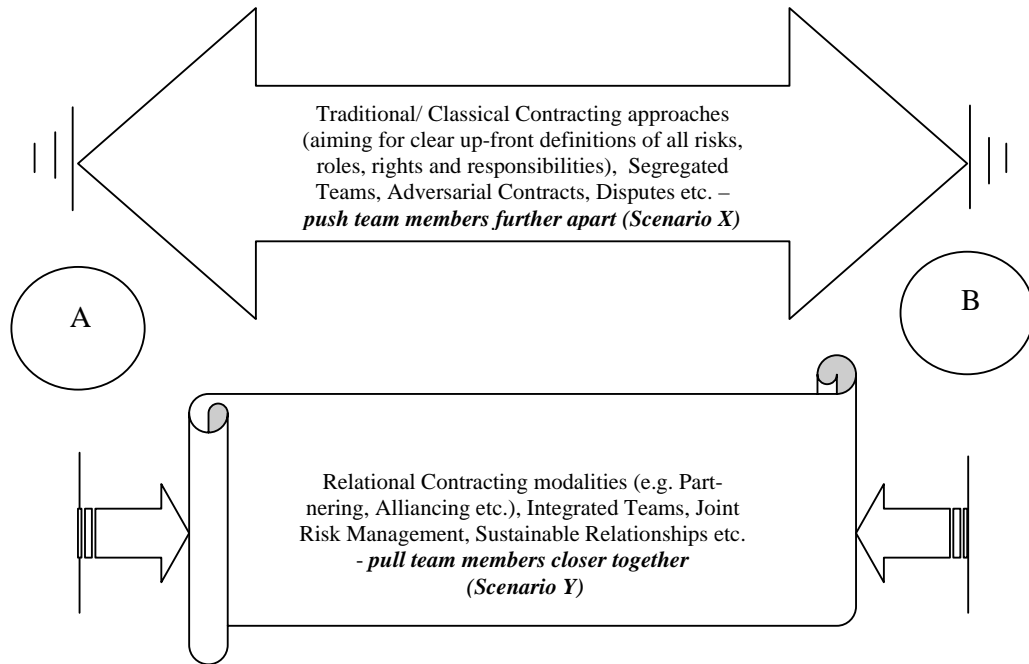 Traditional/ Classical Contracting approaches
(aiming for clear up-front definitions of all risks,
roles, rights and responsibilities), Segregated
Teams, Adversarial Contracts, Disputes etc. –
push team members further apart (Scenario X)
A
B
Relational Contracting modalities (e.g. Part-
nering, Alliancing etc.), Integrated Teams, Joint
Risk Management, Sustainable Relationships etc.
- pull team members closer together
(Scenario Y)